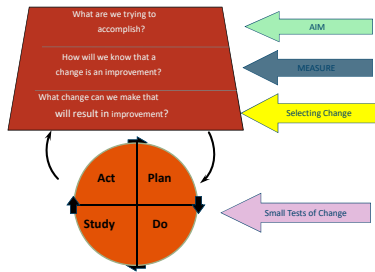 What are we trying to
accomplish?
AIM
How will we know that a
change is an improvement?
MEASURE
What change can we make that
will result in improvement?
Selecting Change
Act
Plan
Study
Do
Small Tests of Change